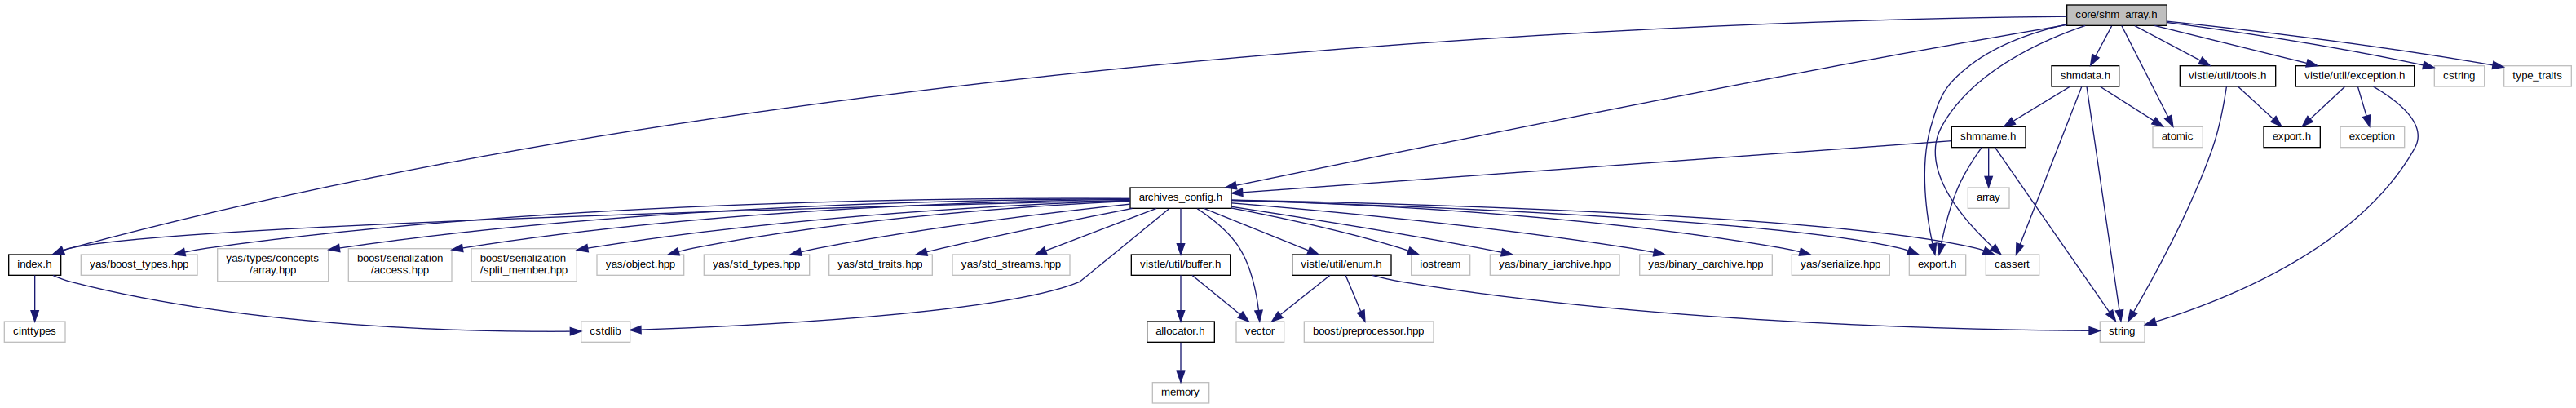 core/shm_array.h
shmdata.h
vistle/util/tools.h
vistle/util/exception.h
cstring
type_traits
shmname.h
atomic
export.h
exception
archives_config.h
array
index.h
yas/boost_types.hpp
yas/types/concepts
/array.hpp
boost/serialization
/access.hpp
boost/serialization
/split_member.hpp
yas/object.hpp
yas/std_types.hpp
yas/std_traits.hpp
yas/std_streams.hpp
vistle/util/buffer.h
vistle/util/enum.h
iostream
yas/binary_iarchive.hpp
yas/binary_oarchive.hpp
yas/serialize.hpp
export.h
cassert
cinttypes
cstdlib
allocator.h
vector
boost/preprocessor.hpp
string
memory